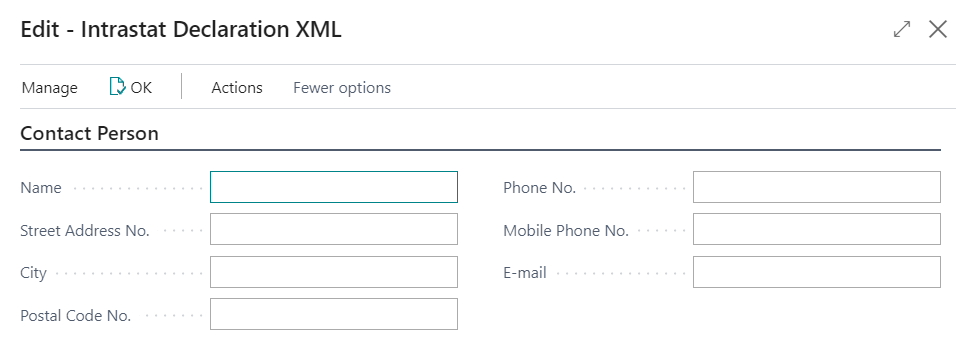 Edit - Intrastat Declaration XML
Manage OK Actions Fewer options
Contact Person
Name Phone No.
Street Address No. Mobile Phone No.
City E-mail
Postal Code No.